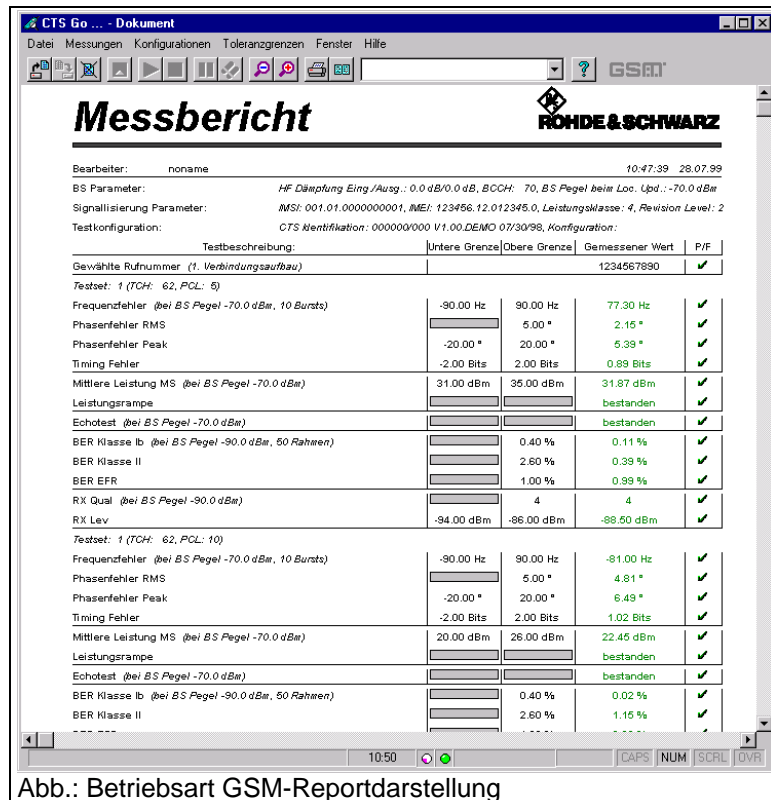 CTS Go ... - Dokument
Datei Messungen Konfigurationen Toleranzgrenzen Fenster Hilfe
GSM
Messbericht
ROHDE & SCHWARZ
Bearbeiter: noname 10:47:39 28.07.99
BS Parameter: HF Dämpfung Eing./Ausg.: 0.0 dB/0.0 dB, BCCH: 70, BS Pegel beim Loc. Upd.: -70.0 dBm
Signallisierung Parameter: IMSI: 001.01.0000000001, IMEI: 123456.12.012345.0, Leistungsklasse: 4, Revision Level: 2
Testkonfiguration: CTS Identifikation: 000000/000 V1.00.DEMO 07/30/98, Konfiguration:
Testbeschreibung: Untere Grenze Obere Grenze Gemessener Wert P/F
Gewählte Rufnummer (1. Verbindungsaufbau) 1234567890 ✔
Testset: 1 (TCH: 62, PCL: 5)
Frequenzfehler (bei BS Pegel -70.0 dBm, 10 Bursts) -90.00 Hz 90.00 Hz 77.30 Hz ✔
Phasenfehler RMS 5.00 ° 2.15 ° ✔
Phasenfehler Peak -20.00 ° 20.00 ° 5.39 ° ✔
Timing Fehler -2.00 Bits 2.00 Bits 0.89 Bits ✔
Mittlere Leistung MS (bei BS Pegel -70.0 dBm) 31.00 dBm 35.00 dBm 31.87 dBm ✔
Leistungsrampe bestanden ✔
Echotest (bei BS Pegel -70.0 dBm) bestanden ✔
BER Klasse Ib (bei BS Pegel -90.0 dBm, 50 Rahmen) 0.40 % 0.11 % ✔
BER Klasse II 2.60 % 0.39 % ✔
BER EFR 1.00 % 0.99 % ✔
RX Qual (bei BS Pegel -90.0 dBm) 4 4 ✔
RX Lev -94.00 dBm -86.00 dBm -88.50 dBm ✔
Testset: 1 (TCH: 62, PCL: 10)
Frequenzfehler (bei BS Pegel -70.0 dBm, 10 Bursts) -90.00 Hz 90.00 Hz -81.00 Hz ✔
Phasenfehler RMS 5.00 ° 4.81 ° ✔
Phasenfehler Peak -20.00 ° 20.00 ° 6.49 ° ✔
Timing Fehler -2.00 Bits 2.00 Bits 1.02 Bits ✔
Mittlere Leistung MS (bei BS Pegel -70.0 dBm) 20.00 dBm 26.00 dBm 22.45 dBm ✔
Leistungsrampe bestanden ✔
Echotest (bei BS Pegel -70.0 dBm) bestanden ✔
BER Klasse Ib (bei BS Pegel -90.0 dBm, 50 Rahmen) 0.40 % 0.02 % ✔
BER Klasse II 2.60 % 1.15 % ✔
10:50 CAPS NUM SCRL OVR
Abb.: Betriebsart GSM-Reportdarstellung